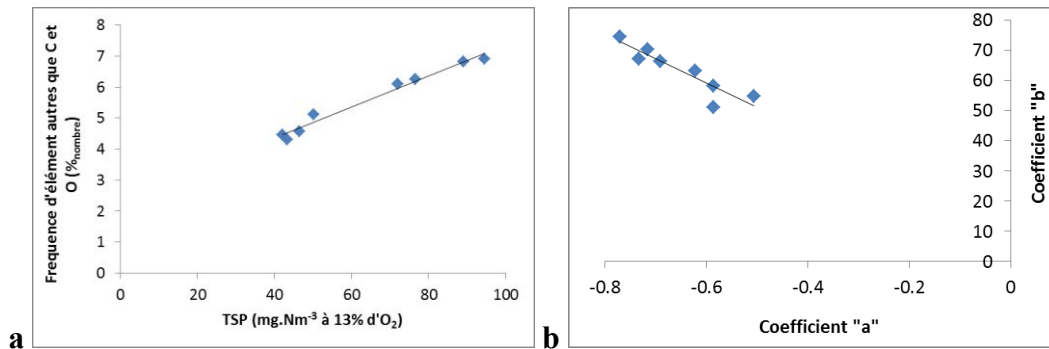 Frequence d'élément autres que C et
O (%nombre)
8
7
6
5
4
3
2
1
0
0 20 40 60 80 100
TSP (mg.Nm-3 à 13% d'O2)
a
80
70
60
50
40
30
20
10
0
Coefficient "b"
-0.8 -0.6 -0.4 -0.2 0
Coefficient "a"
b